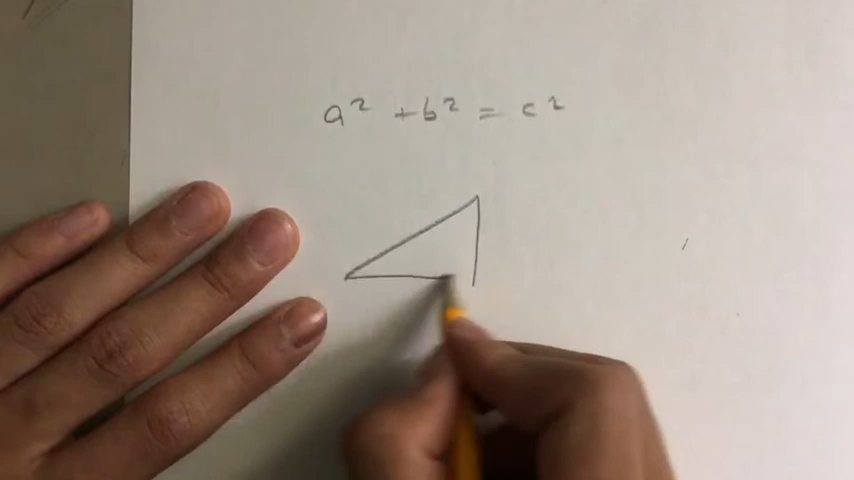 a² + b² = c²